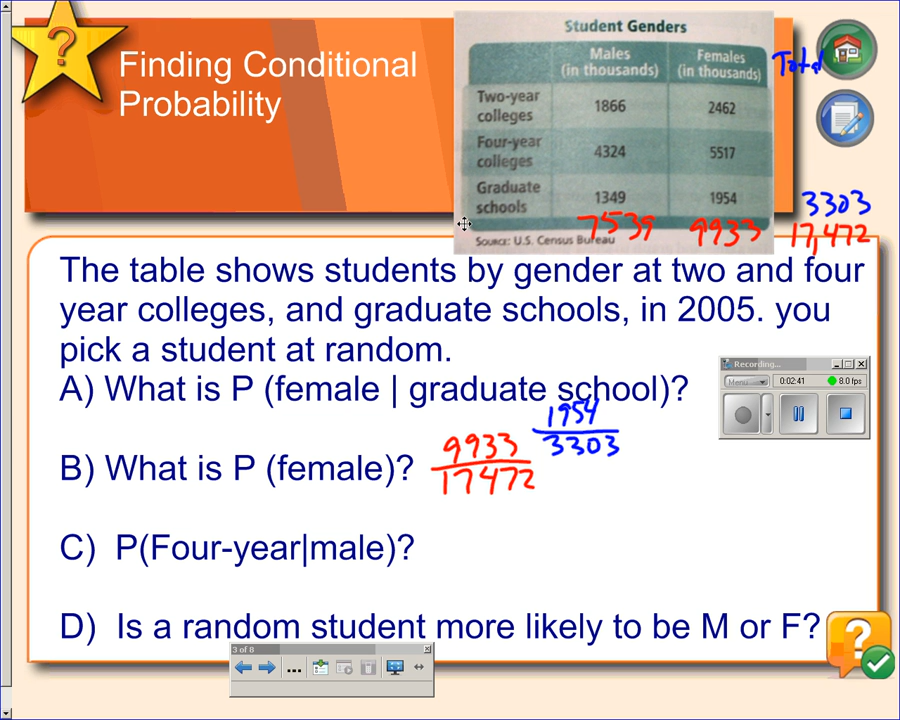 Finding Conditional
Probability
Student Genders
Males
(in thousands)
Females
(in thousands)
Total
Two-year
colleges
1866
2462
Four-year
colleges
4324
5517
Graduate
schools
1349
1954
3303
7539
9933
17,472
Source: U.S. Census Bureau
The table shows students by gender at two and four
year colleges, and graduate schools, in 2005. you
pick a student at random.
A) What is P (female | graduate school)?
1954
3303
B) What is P (female)?
9933
17472
C) P(Four-year|male)?
D) Is a random student more likely to be M or F?
Recording...
Menu
0:02:41
8.0 fps
3 of 8